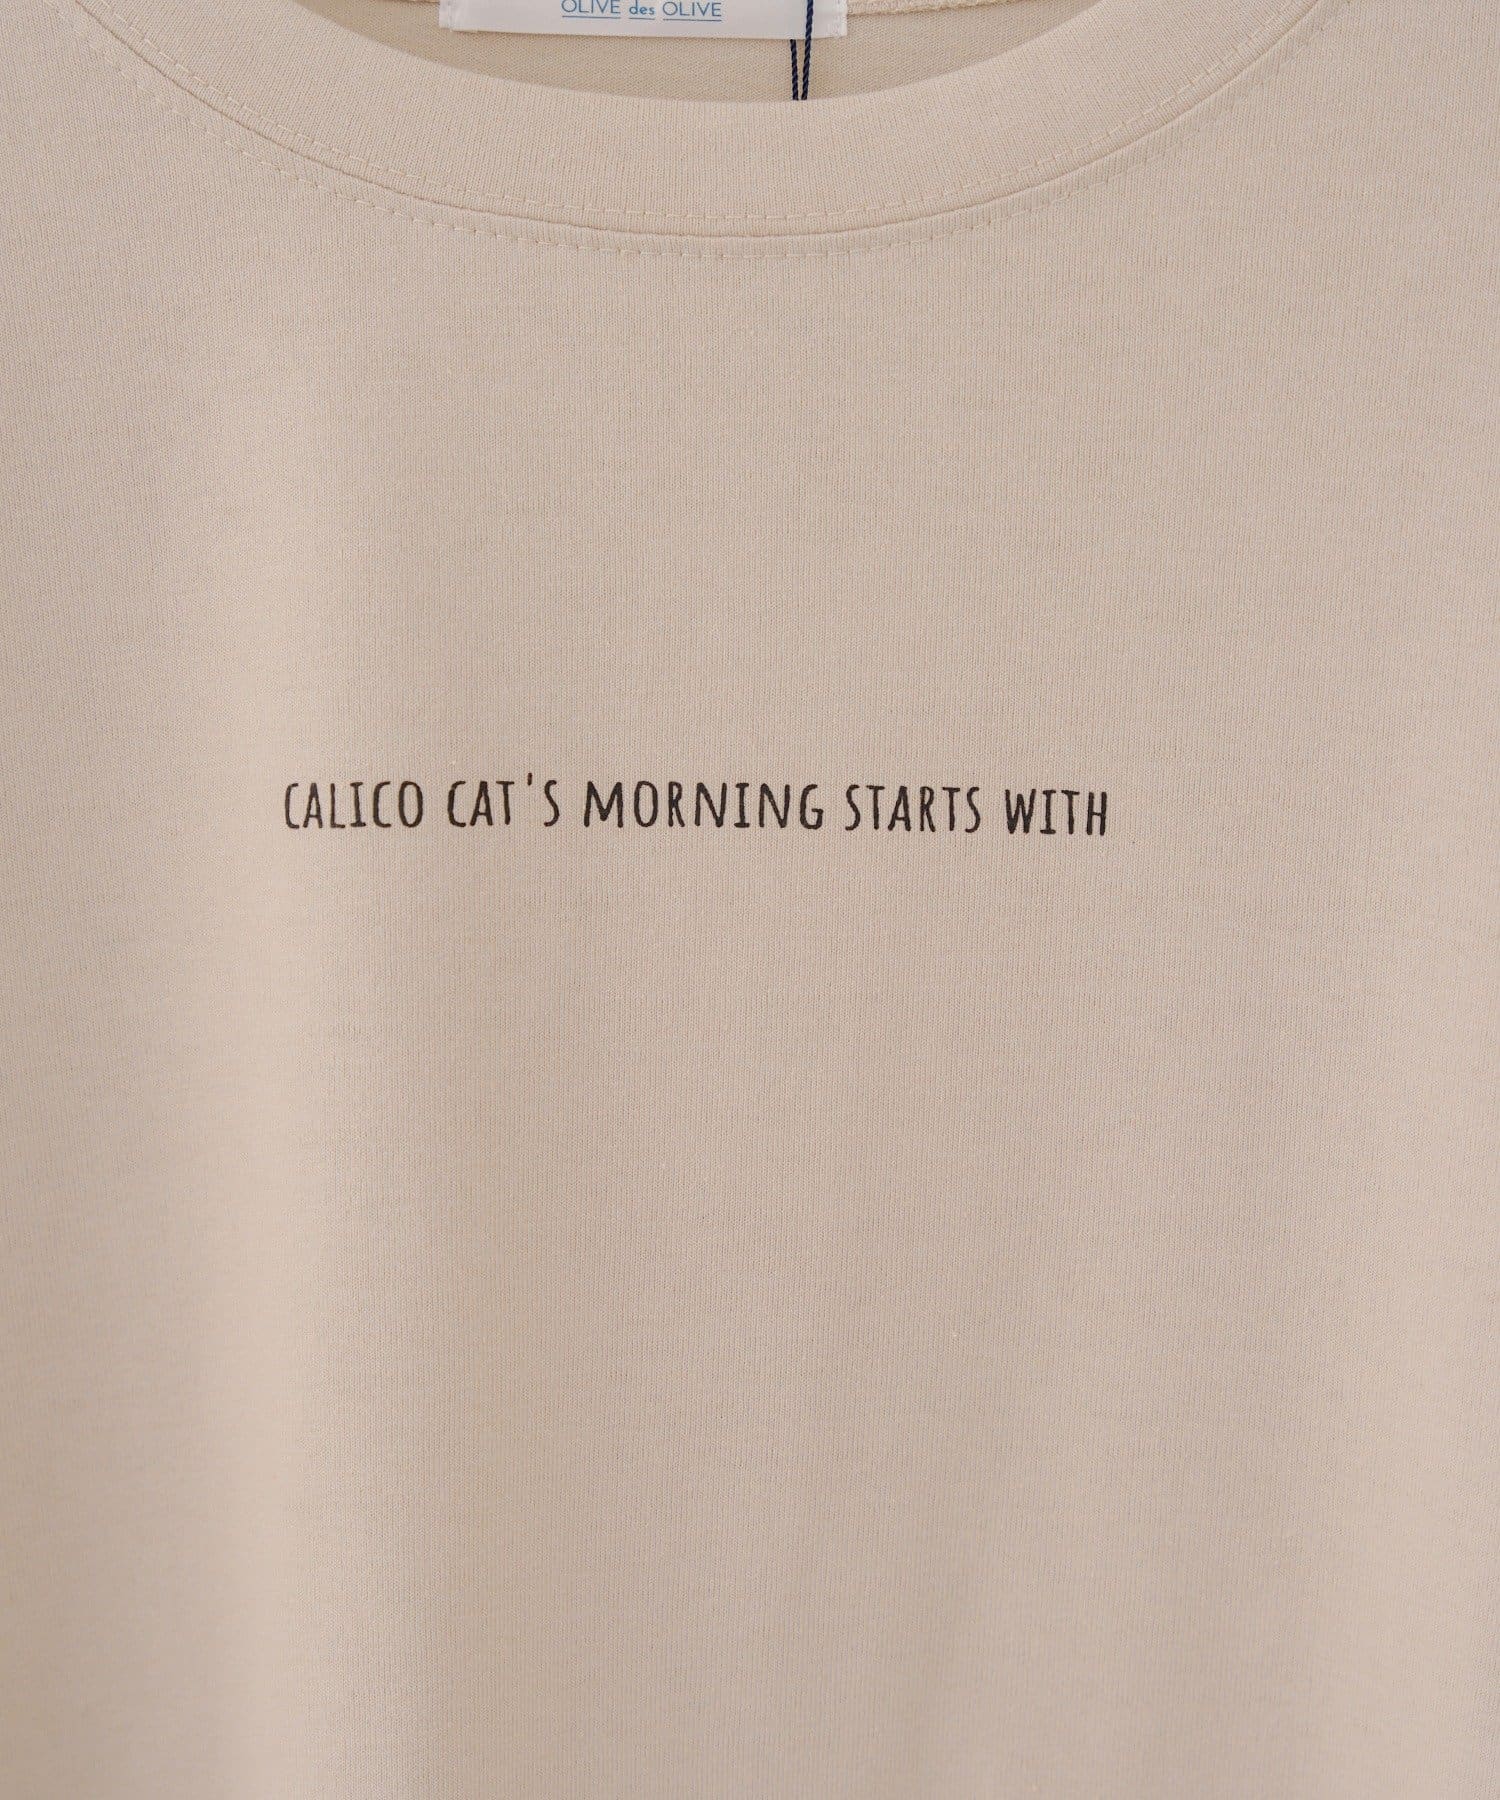 OLIVE des OLIVE
CALICO CAT'S MORNING STARTS WITH